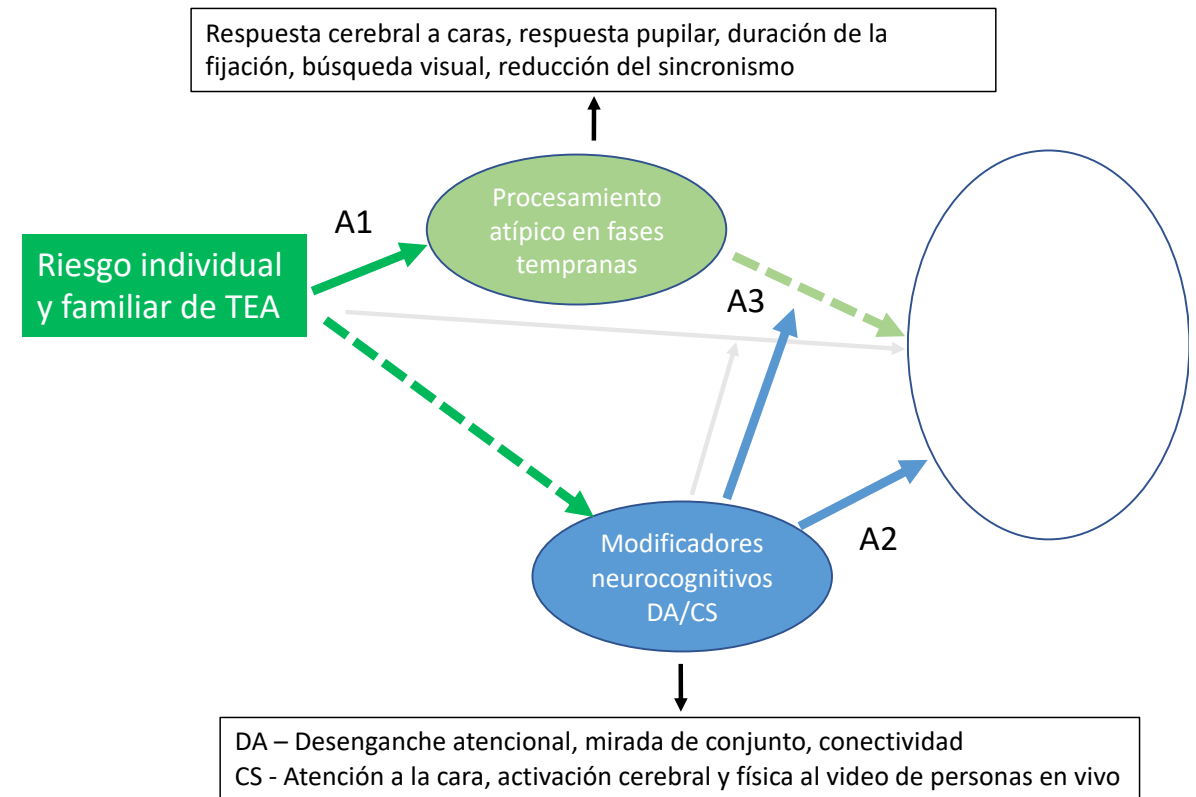 Respuesta cerebral a caras, respuesta pupilar, duración de la
fijación, búsqueda visual, reducción del sincronismo
Procesamiento
atípico en fases
tempranas
A1
Riesgo individual
y familiar de TEA
A3
A2
Modificadores
neurocognitivos
DA/CS
DA – Desenganche atencional, mirada de conjunto, conectividad
CS - Atención a la cara, activación cerebral y física al video de personas en vivo